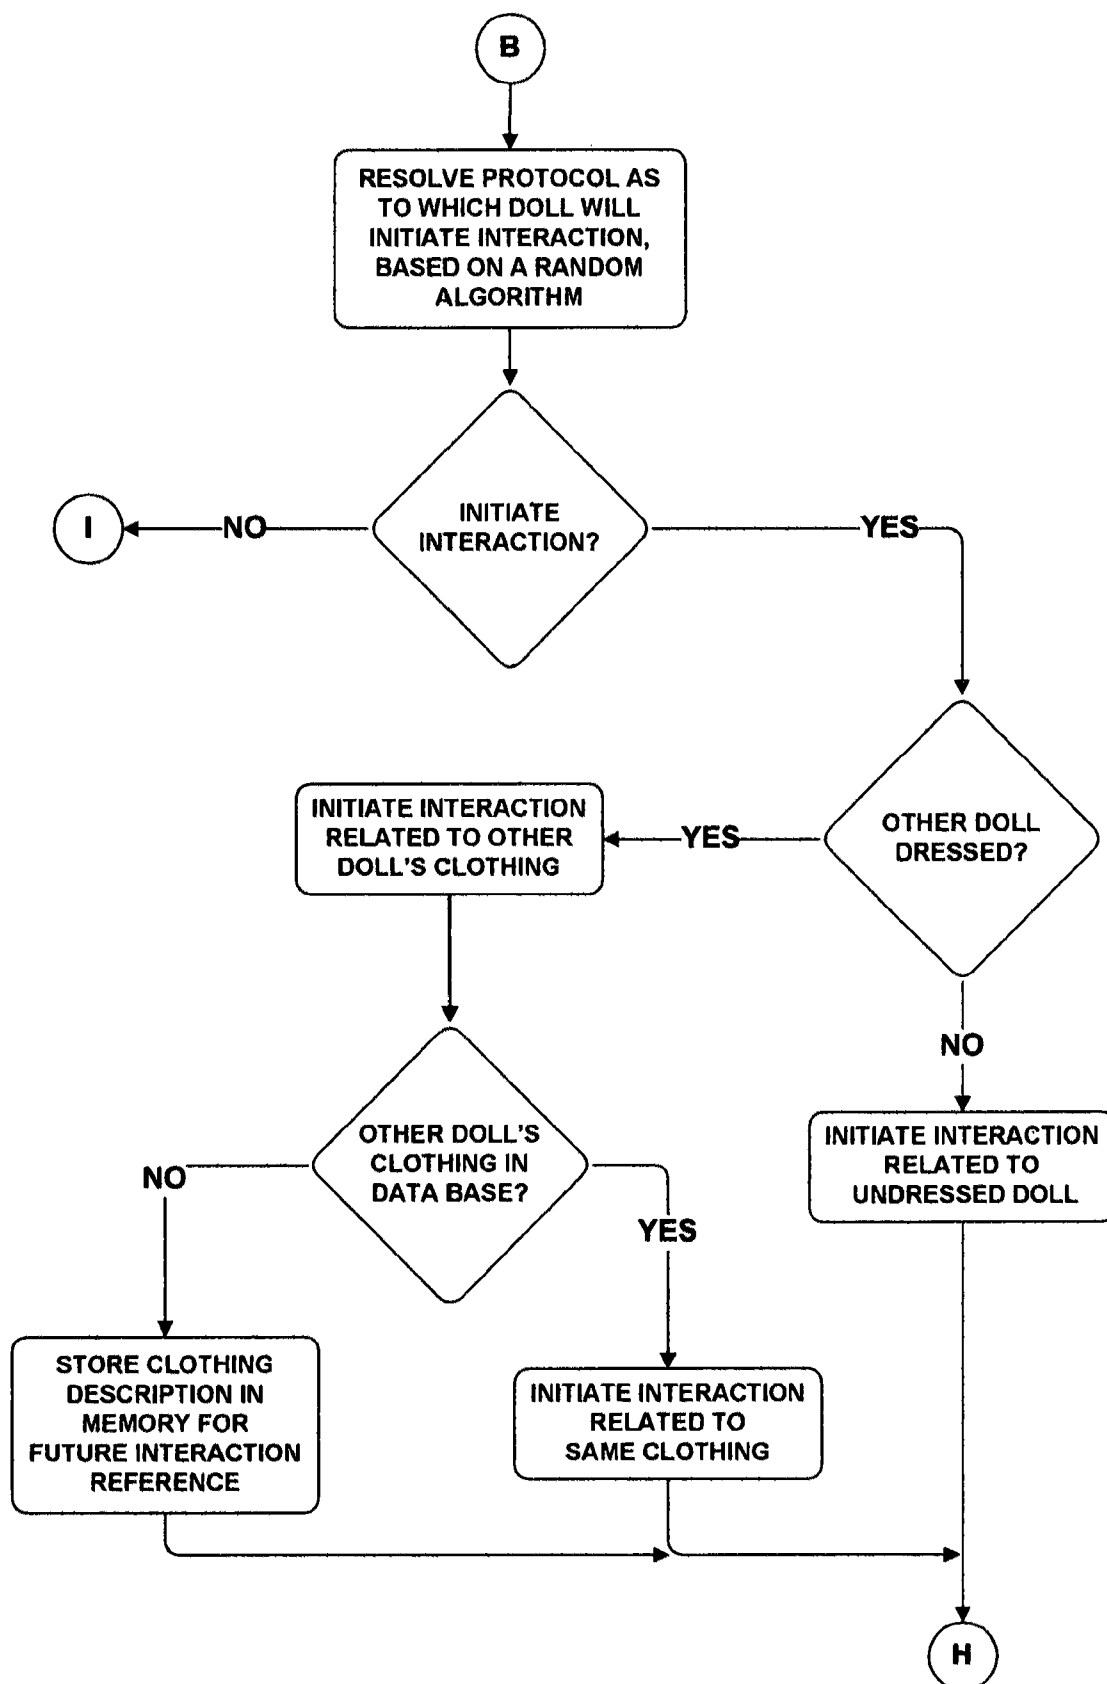 B
RESOLVE PROTOCOL AS
TO WHICH DOLL WILL
INITIATE INTERACTION,
BASED ON A RANDOM
ALGORITHM
INITIATE
INTERACTION?
I
NO
YES
OTHER DOLL
DRESSED?
YES
INITIATE INTERACTION
RELATED TO OTHER
DOLL'S CLOTHING
NO
INITIATE INTERACTION
RELATED TO
UNDRESSED DOLL
OTHER DOLL'S
CLOTHING IN
DATA BASE?
NO
YES
STORE CLOTHING
DESCRIPTION IN
MEMORY FOR
FUTURE INTERACTION
REFERENCE
INITIATE INTERACTION
RELATED TO
SAME CLOTHING
H